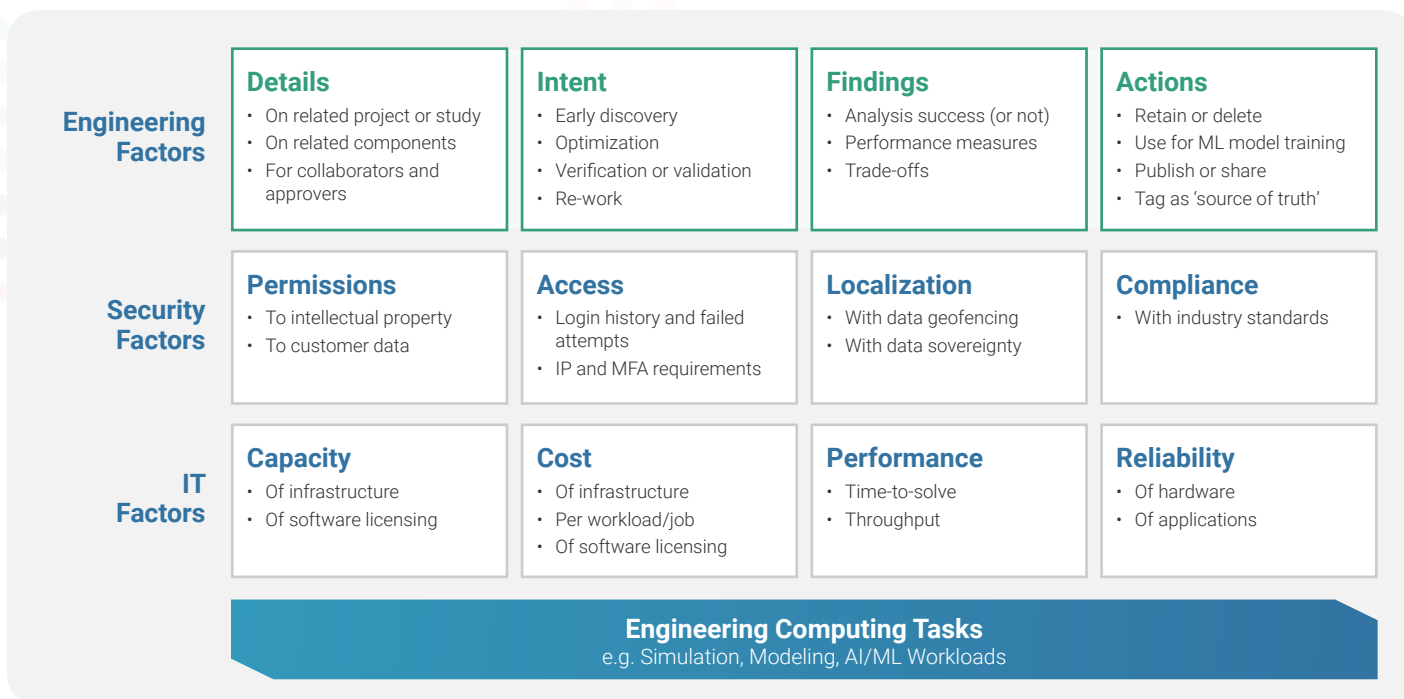 Engineering
Factors
Details
• On related project or study
• On related components
• For collaborators and
approvers
Intent
• Early discovery
• Optimization
• Verification or validation
• Re-work
Findings
• Analysis success (or not)
• Performance measures
• Trade-offs
Actions
• Retain or delete
• Use for ML model training
• Publish or share
• Tag as ‘source of truth’
Security
Factors
Permissions
• To intellectual property
• To customer data
Access
• Login history and failed
attempts
• IP and MFA requirements
Localization
• With data geofencing
• With data sovereignty
Compliance
• With industry standards
IT
Factors
Capacity
• Of infrastructure
• Of software licensing
Cost
• Of infrastructure
• Per workload/job
• Of software licensing
Performance
• Time-to-solve
• Throughput
Reliability
• Of hardware
• Of applications
Engineering Computing Tasks
e.g. Simulation, Modeling, AI/ML Workloads